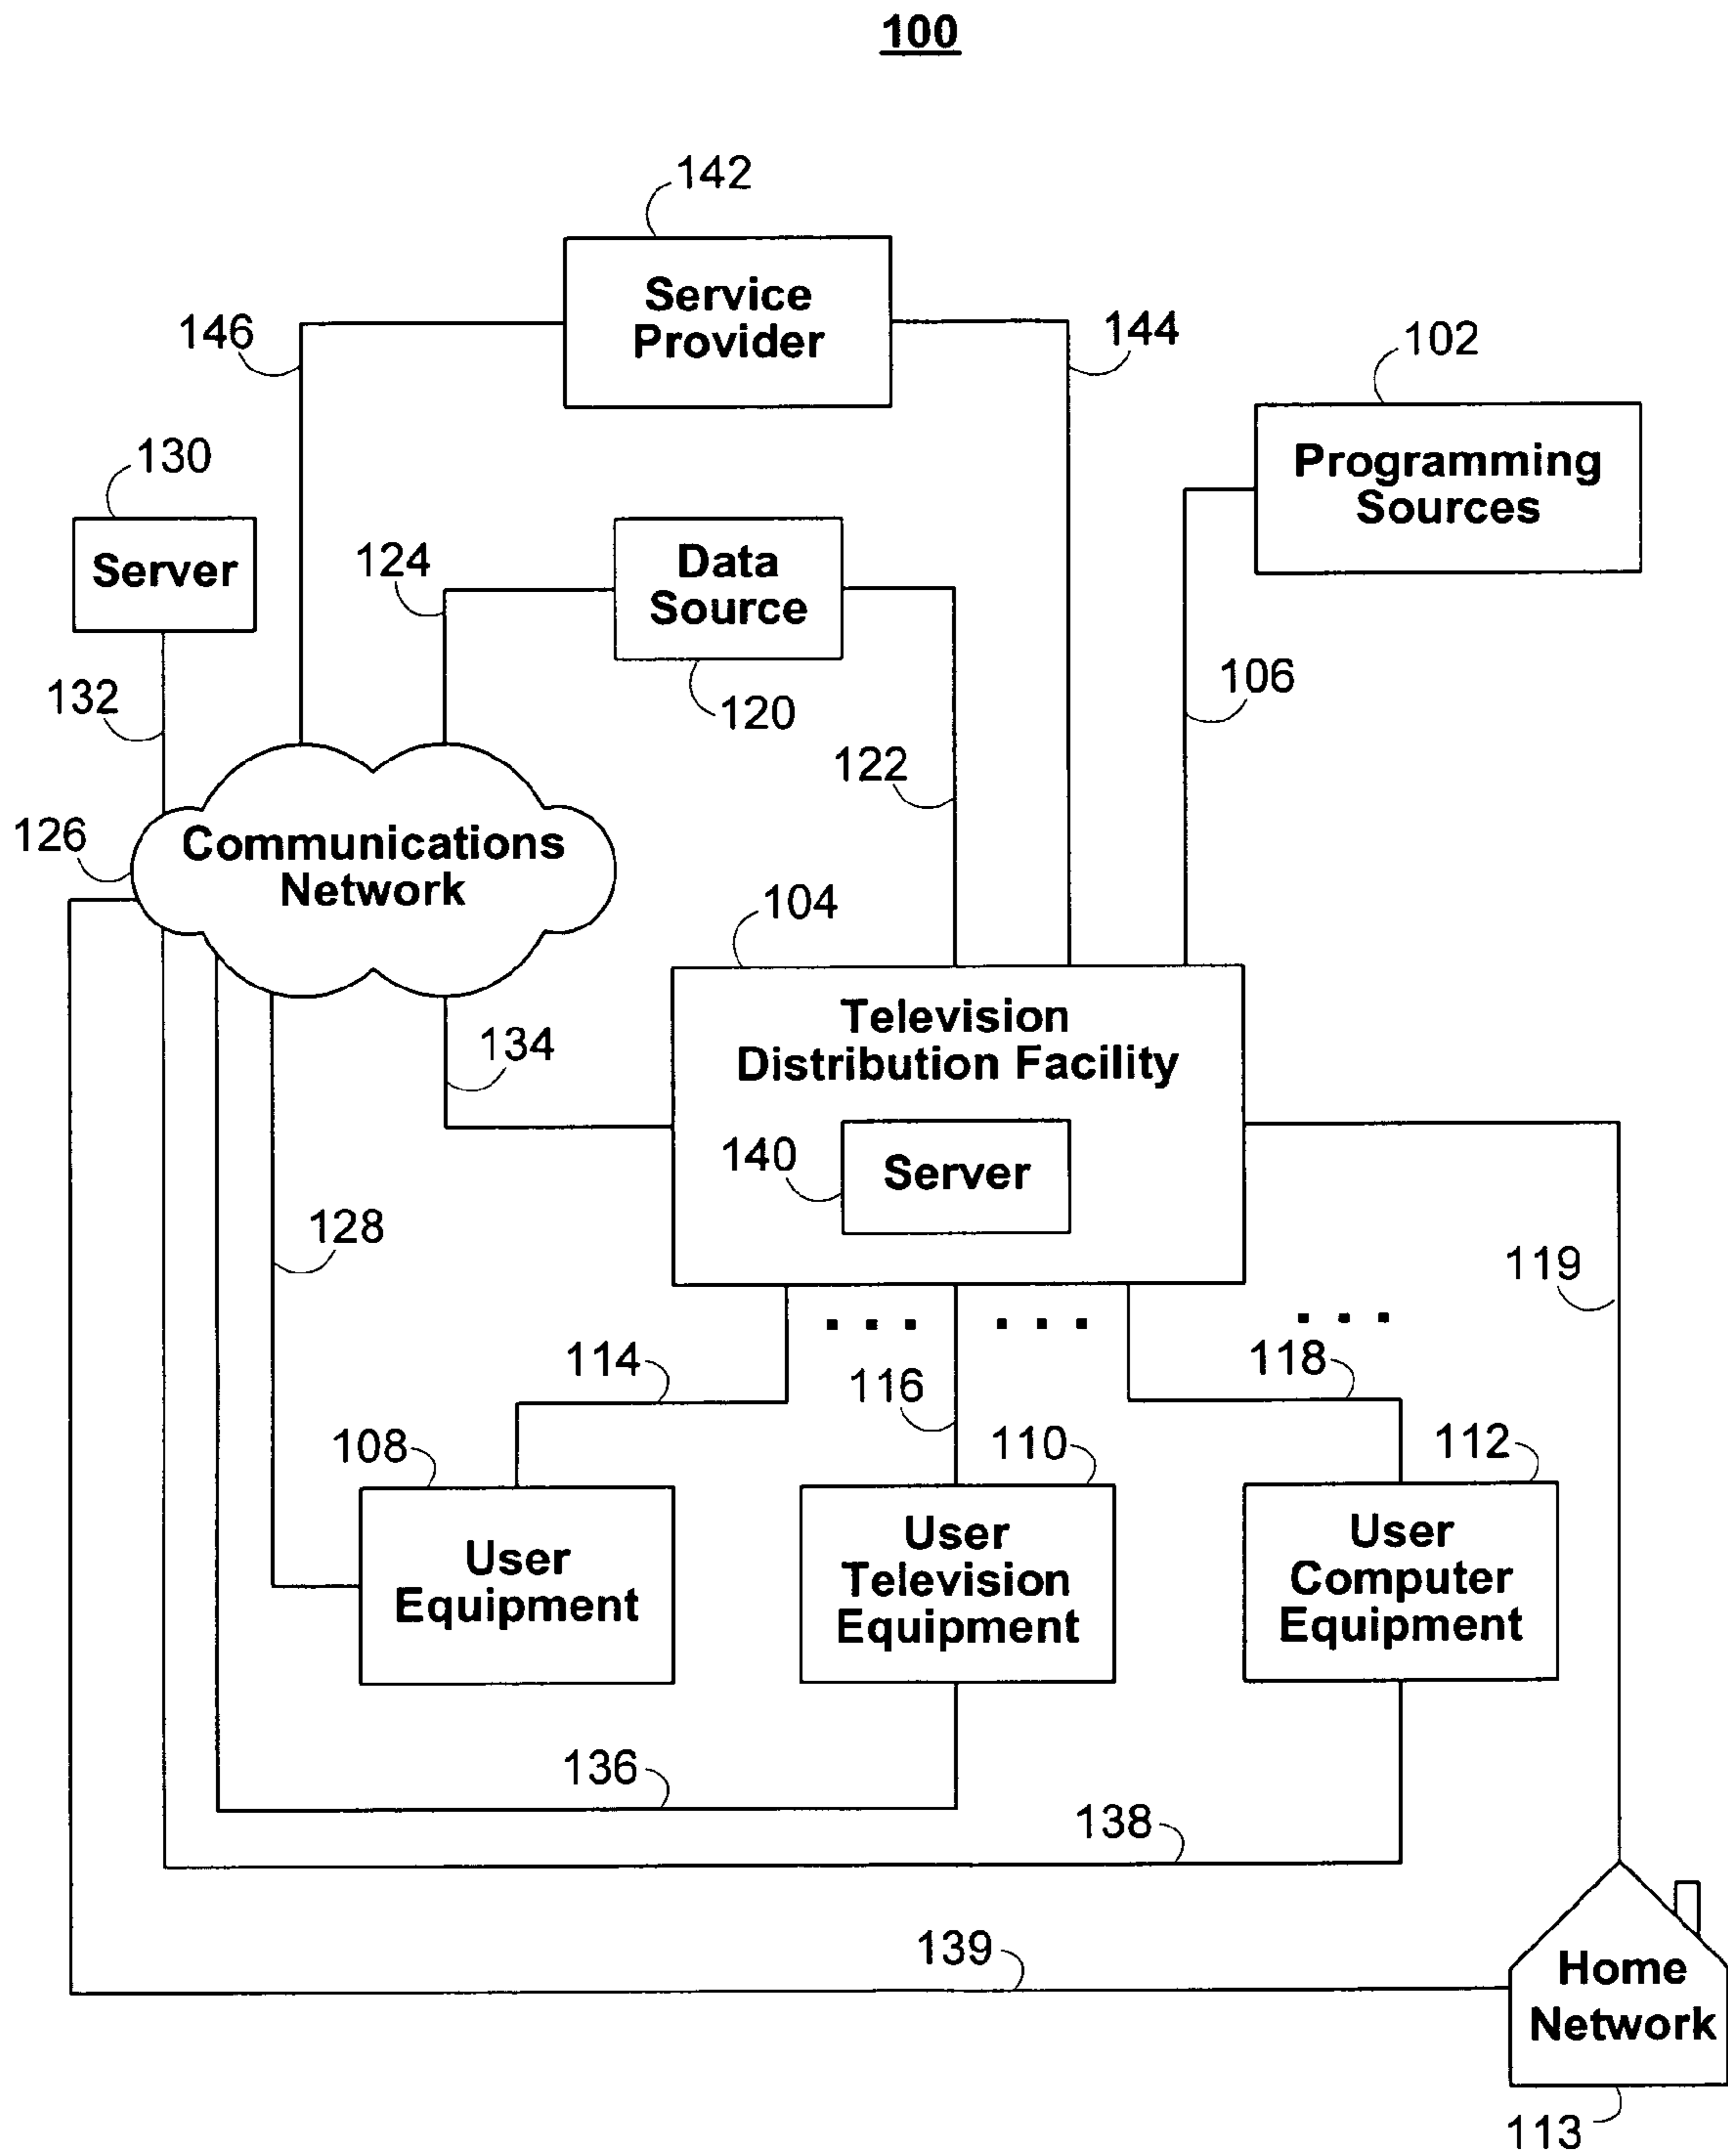 100
142
Service
Provider
146
144
102
Programming
Sources
130
Server
124
Data
Source
120
132
106
122
126
Communications
Network
104
Television
Distribution Facility
134
140
Server
128
119
. . .
. . .
. . .
114
116
118
108
User
Equipment
110
User
Television
Equipment
112
User
Computer
Equipment
136
138
139
Home
Network
113